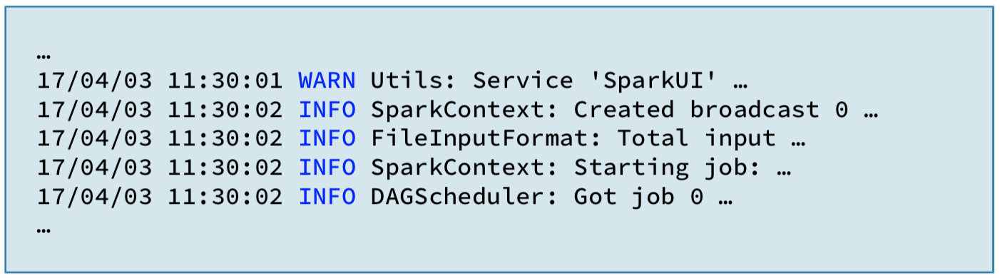 …
17/04/03 11:30:01 WARN Utils: Service 'SparkUI' …
17/04/03 11:30:02 INFO SparkContext: Created broadcast 0 …
17/04/03 11:30:02 INFO FileInputFormat: Total input …
17/04/03 11:30:02 INFO SparkContext: Starting job: …
17/04/03 11:30:02 INFO DAGScheduler: Got job 0 …
…